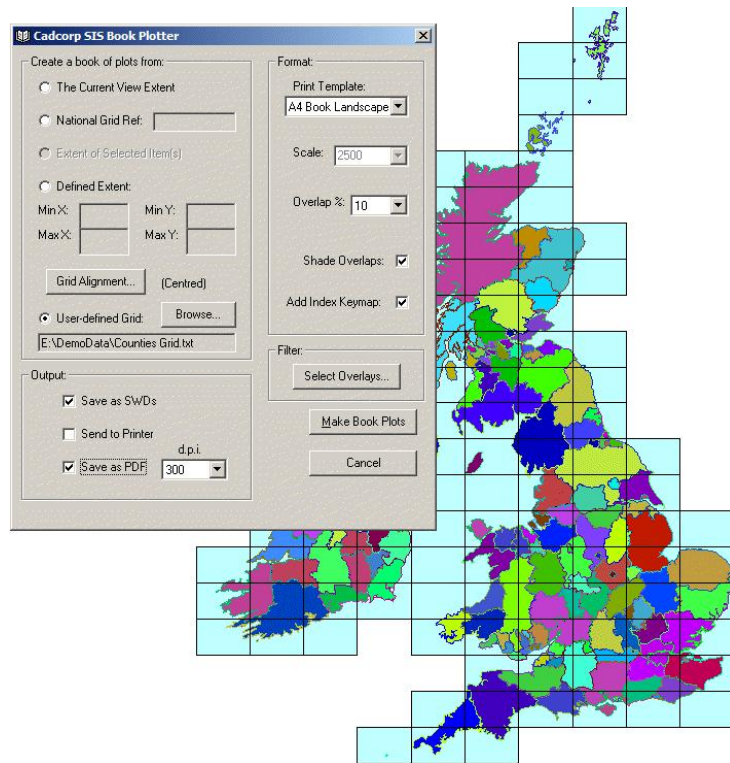 Cadcorp SIS Book Plotter
Create a book of plots from:
The Current View Extent
National Grid Ref:
Extent of Selected Item(s)
Defined Extent:
Min X: Min Y:
Max X: Max Y:
Grid Alignment... (Centred)
User-defined Grid: Browse...
E:\DemoData\Counties Grid.txt
Format:
Print Template:
A4 Book Landscape
Scale: 2500
Overlap %: 10
Shade Overlaps:
Add Index Keymap:
Filter:
Select Overlays...
Output:
Save as SWDs
Send to Printer
Save as PDF
d.p.i.
300
Make Book Plots
Cancel